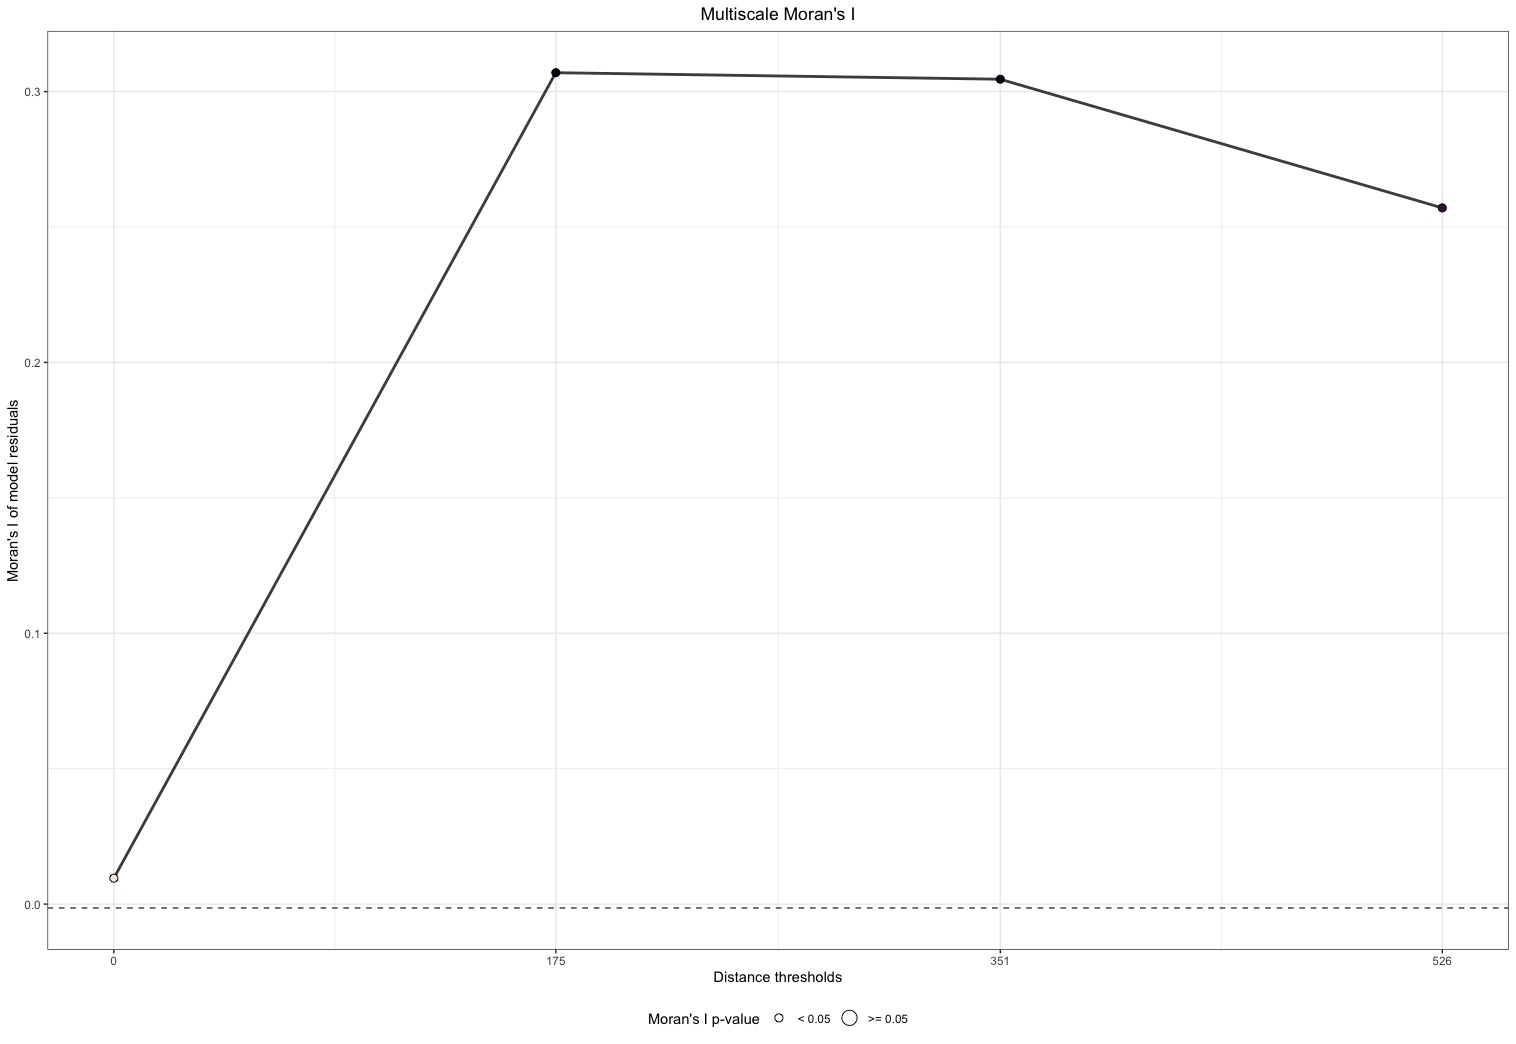 Multiscale Moran's I
0.3
0.2
0.1
0.0
Moran's I of model residuals
0 175 351 526
Distance thresholds
Moran's I p-value < 0.05 >= 0.05